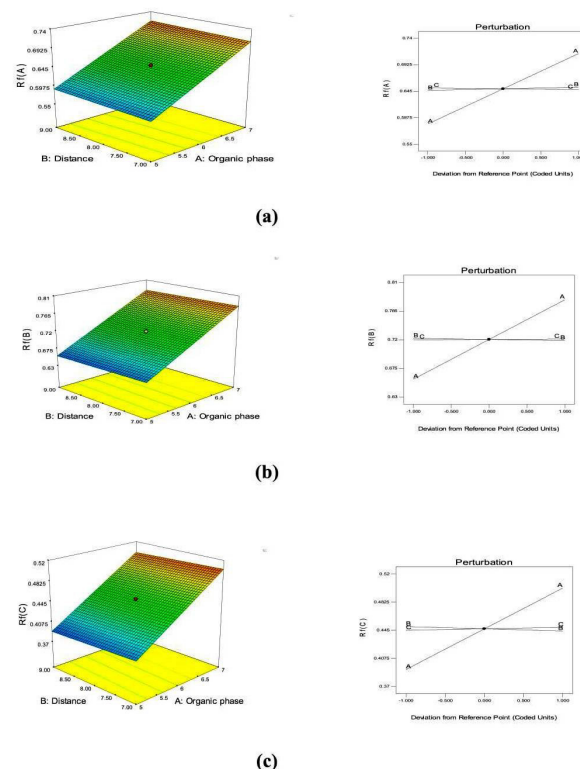 0.74
0.6925
0.645
0.5975
0.55
Rf(A)
9.00
8.50
8.00
7.50
7.00
5
5.5
6
6.5
7
B: Distance
A: Organic phase
Perturbation
0.74
0.6925
0.645
0.5975
0.55
Rf(A)
A
A
B
C
C
B
-1.000
-0.500
0.000
0.500
1.000
Deviation from Reference Point (Coded Units)
(a)
0.81
0.765
0.72
0.675
0.63
Rf(B)
9.00
8.50
8.00
7.50
7.00
5
5.5
6
6.5
7
B: Distance
A: Organic phase
Perturbation
0.81
0.765
0.72
0.675
0.63
Rf(B)
A
A
B
C
C
B
-1.000
-0.500
0.000
0.500
1.000
Deviation from Reference Point (Coded Units)
(b)
0.52
0.4825
0.445
0.4075
0.37
Rf(C)
9.00
8.50
8.00
7.50
7.00
5
5.5
6
6.5
7
B: Distance
A: Organic phase
Perturbation
0.52
0.4825
0.445
0.4075
0.37
Rf(C)
A
A
B
C
C
B
-1.000
-0.500
0.000
0.500
1.000
Deviation from Reference Point (Coded Units)
(c)